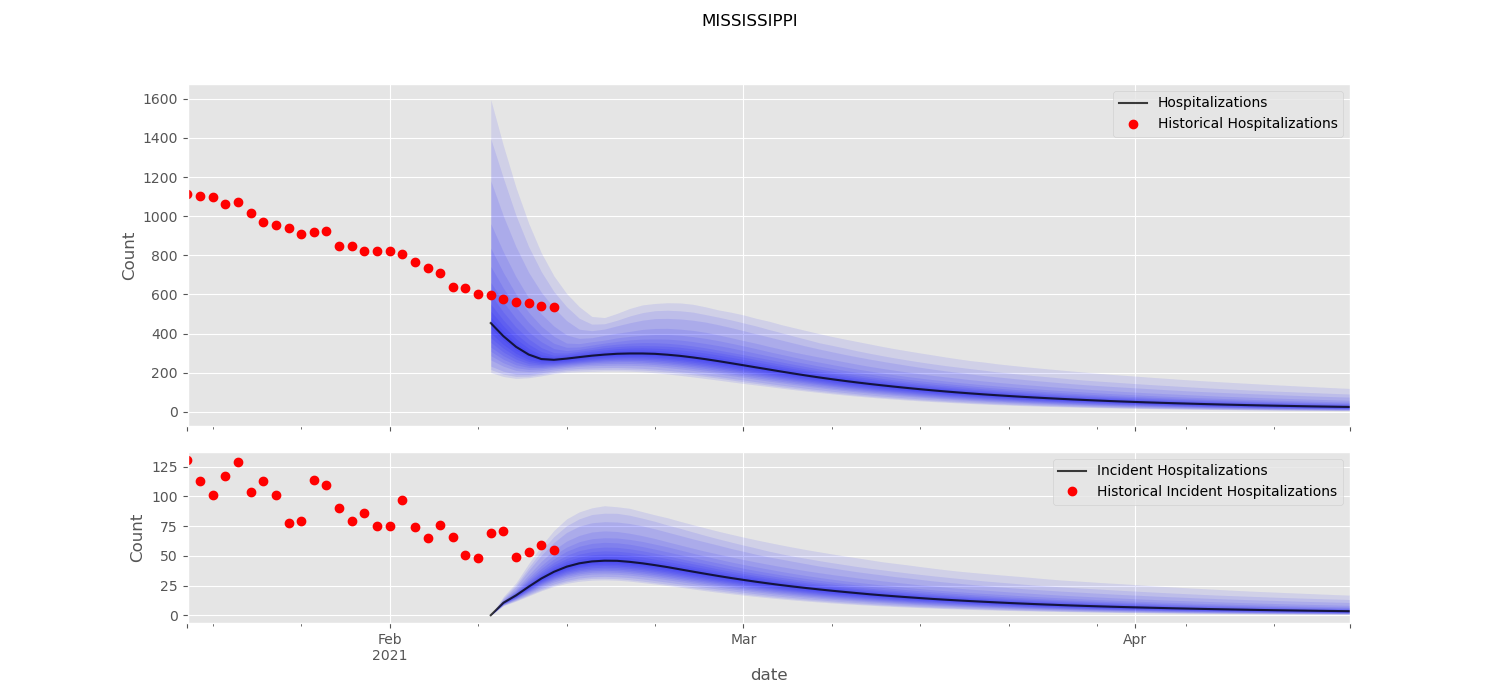 MISSISSIPPI
1600
1400
1200
1000
800
600
400
200
0
Count
Hospitalizations
Historical Hospitalizations
125
100
75
50
25
0
Count
Incident Hospitalizations
Historical Incident Hospitalizations
Feb
2021
Mar
Apr
date